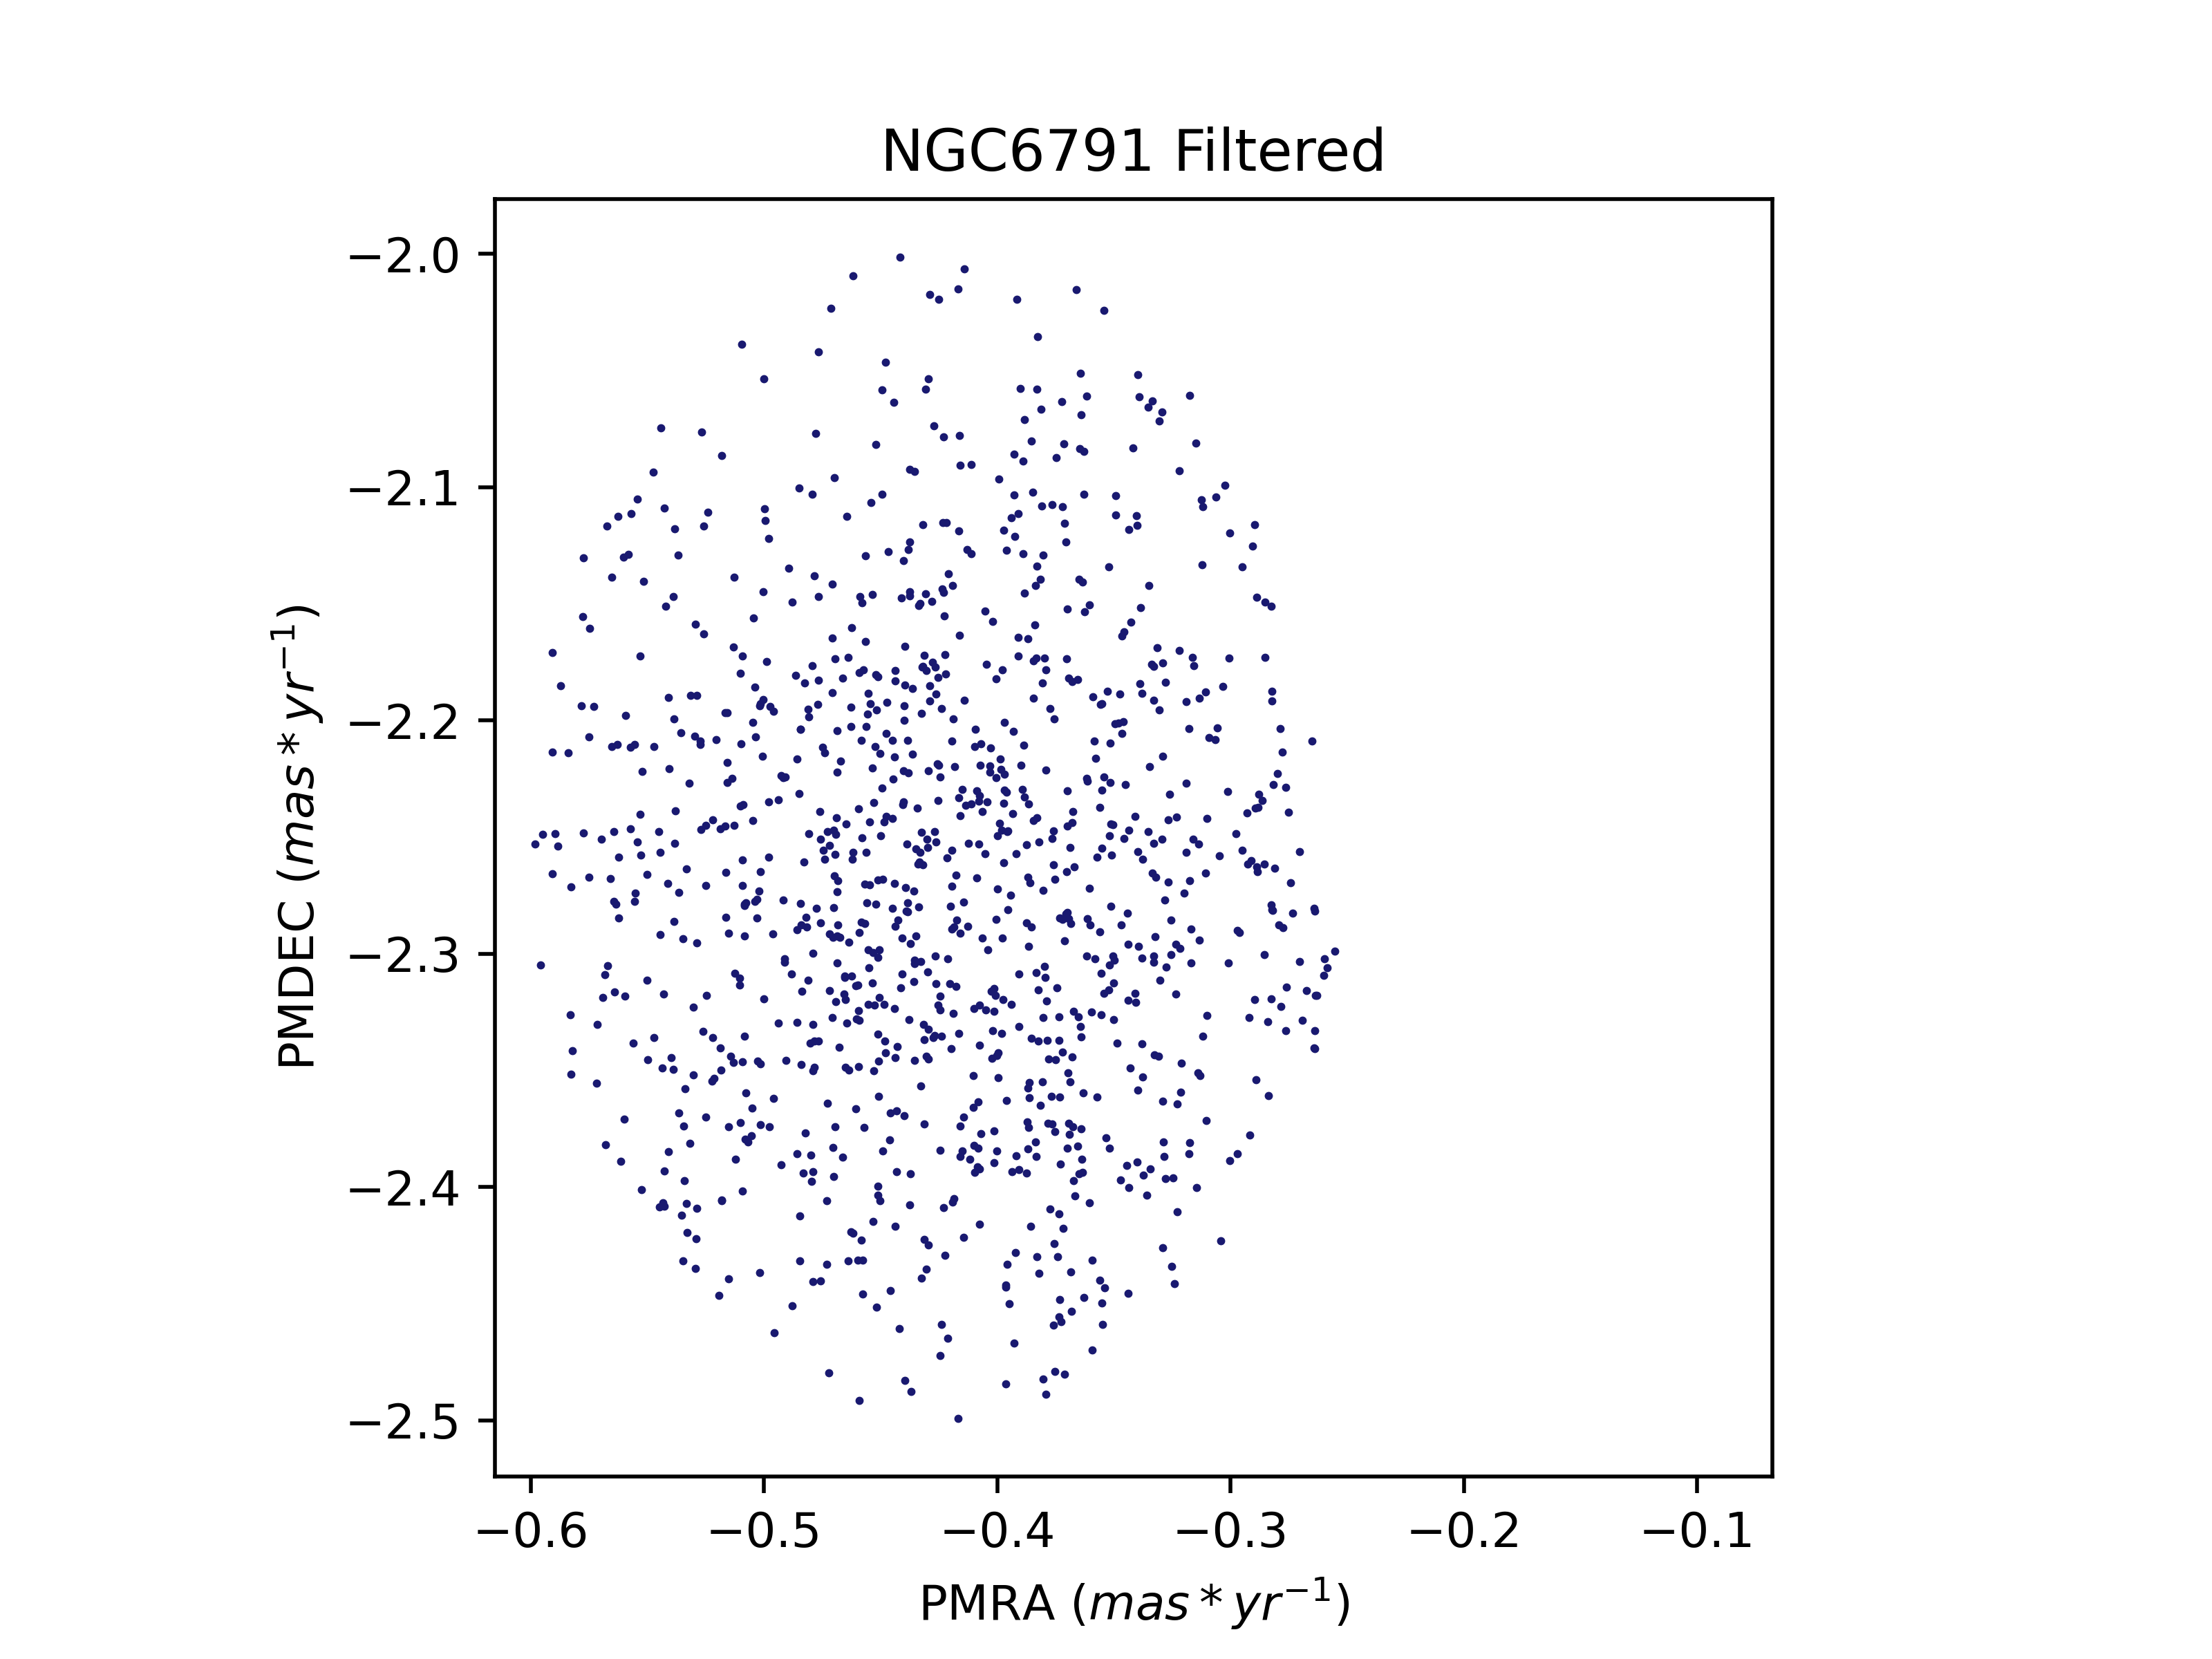 NGC6791 Filtered
−2.0
−2.1
−2.2
−2.3
−2.4
−2.5
PMDEC (mas * yr⁻¹)
−0.6 −0.5 −0.4 −0.3 −0.2 −0.1
PMRA (mas * yr⁻¹)